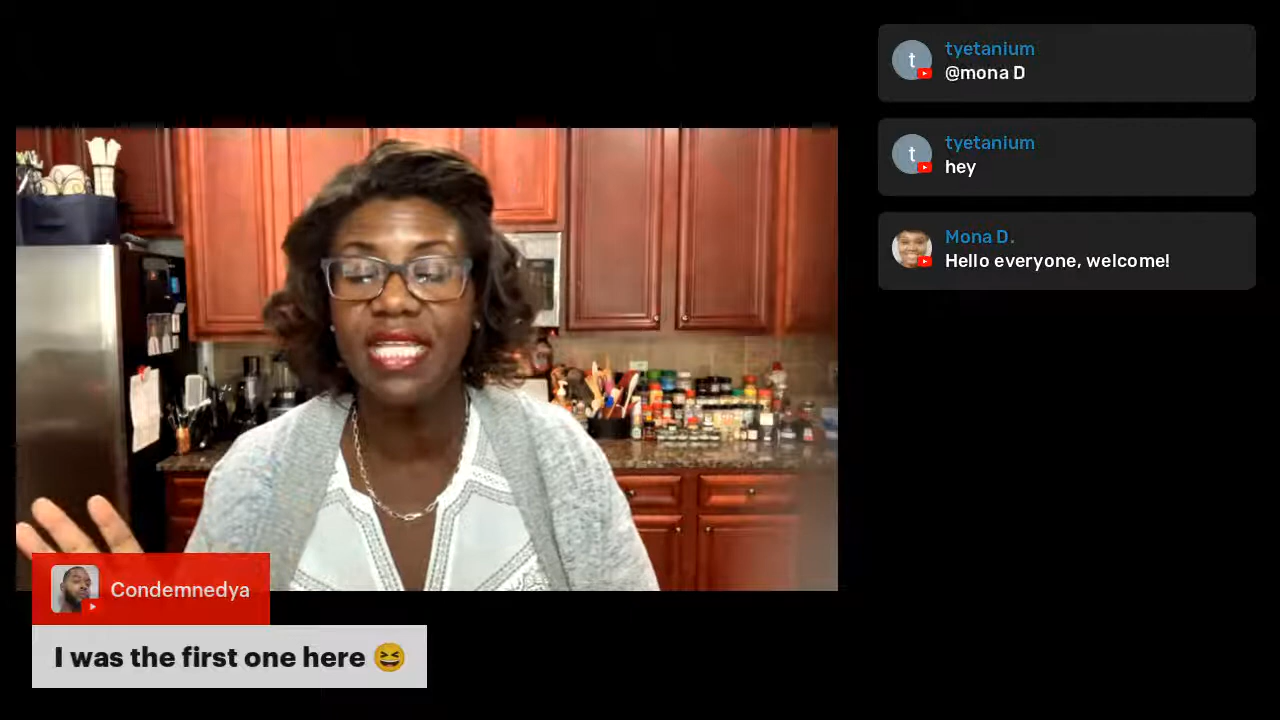 tyetanium
@mona D
tyetanium
hey
Mona D.
Hello everyone, welcome!
Condemnedya
I was the first one here 😆